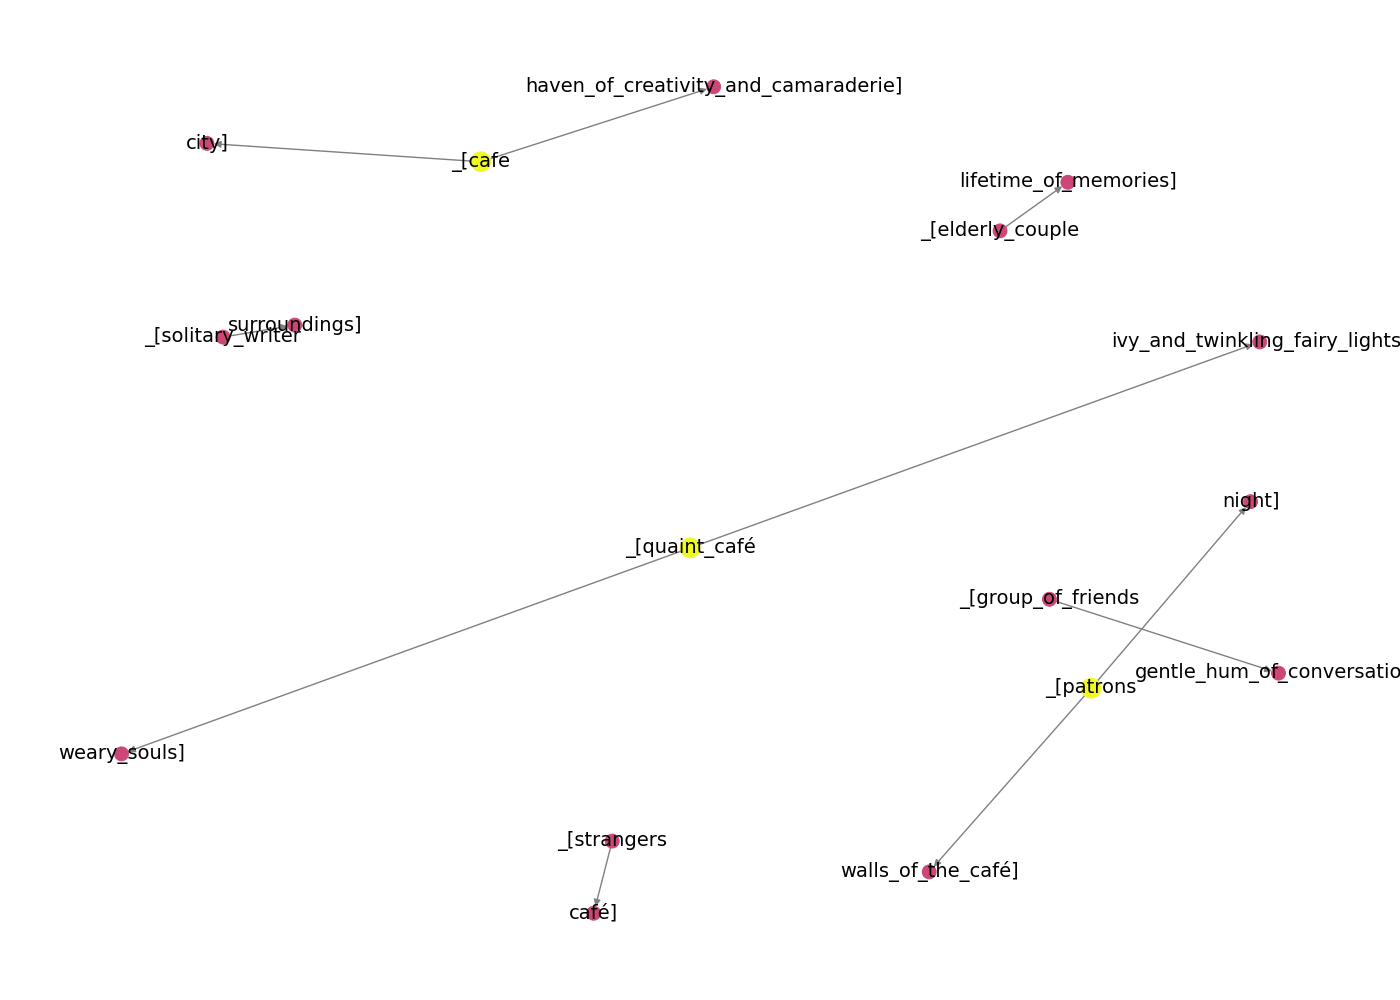 haven_of_creativity_and_camaraderie]
city]
_[cafe
lifetime_of_memories]
_[elderly_couple
surroundings]
_[solitary_writer
ivy_and_twinkling_fairy_lights
night]
_[quaint_café
_[group_of_friends
gentle_hum_of_conversatio
_[patrons
weary_souls]
_[strangers
walls_of_the_café]
café]